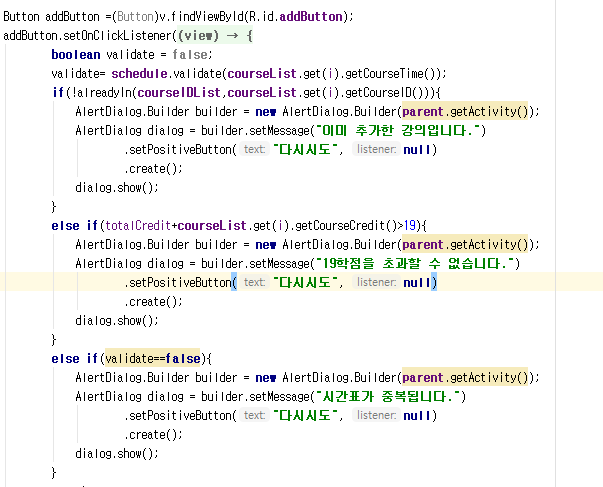 Button addButton =(Button)v.findViewById(R.id.addButton);
addButton.setOnClickListener((view) → {
boolean validate = false;
validate= schedule.validate(courseList.get(i).getCourseTime());
if(!alreadyIn(courseIDList,courseList.get(i).getCourseID())){
AlertDialog.Builder builder = new AlertDialog.Builder(parent.getActivity());
AlertDialog dialog = builder.setMessage("이미 추가한 강의입니다.")
.setPositiveButton( text: "다시시도", listener: null)
.create();
dialog.show();
}
else if(totalCredit+courseList.get(i).getCourseCredit()>19){
AlertDialog.Builder builder = new AlertDialog.Builder(parent.getActivity());
AlertDialog dialog = builder.setMessage("19학점을 초과할 수 없습니다.")
.setPositiveButton( text: "다시시도", listener: null)
.create();
dialog.show();
}
else if(validate==false){
AlertDialog.Builder builder = new AlertDialog.Builder(parent.getActivity());
AlertDialog dialog = builder.setMessage("시간표가 중복됩니다.")
.setPositiveButton( text: "다시시도", listener: null)
.create();
dialog.show();
}